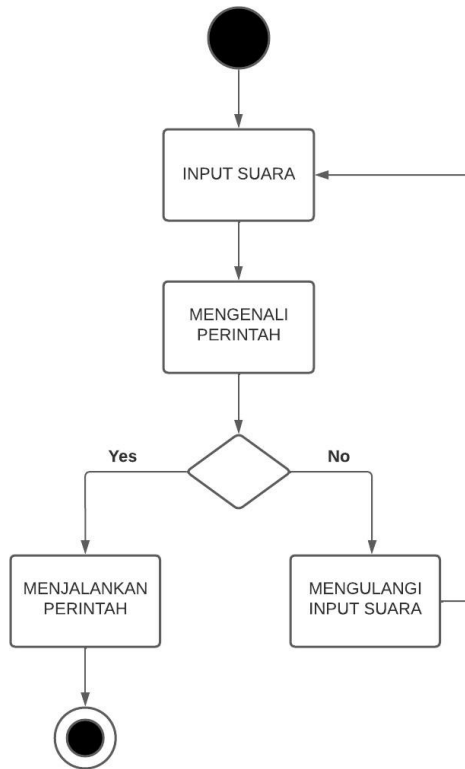 INPUT SUARA
MENGENALI
PERINTAH
Yes
No
MENJALANKAN
PERINTAH
MENGULANGI
INPUT SUARA